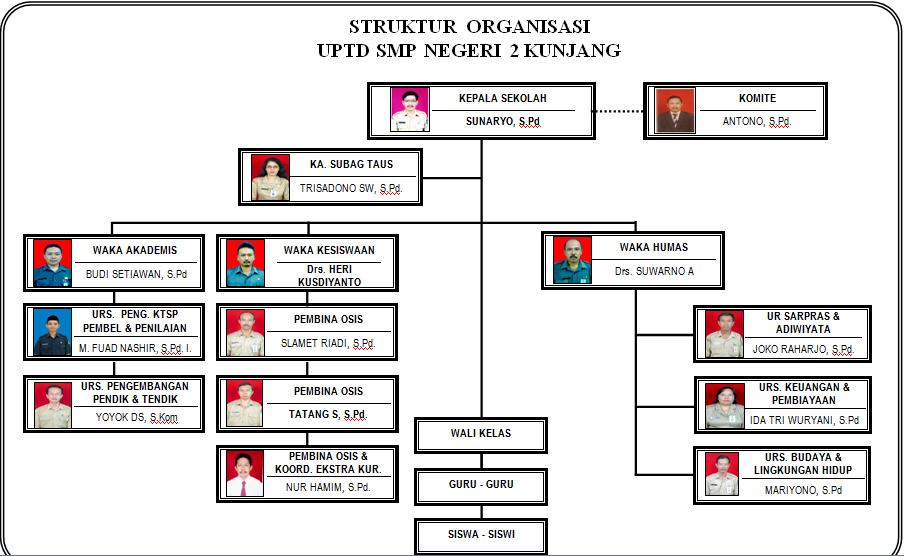 STRUKTUR ORGANISASI
UPTD SMP NEGERI 2 KUNJANG
KEPALA SEKOLAH
SUNARYO, S.Pd
KOMITE
ANTONO, S.Pd.
KA. SUBAG TAUS
TRISADONO SW, S.Pd.
WAKA AKADEMIS
BUDI SETIAWAN, S.Pd
WAKA KESISWAAN
Drs. HERI
KUSDIYANTO
WAKA HUMAS
Drs. SUWARNO A
URS. PENG. KTSP
PEMBEL & PENILAIAN
M. FUAD NASHIR, S.Pd. I.
PEMBINA OSIS
SLAMET RIADI, S.Pd.
UR SARPRAS &
ADIWIYATA
JOKO RAHARJO, S.Pd.
URS. PENGEMBANGAN
PENDIK & TENDIK
YOYOK DS, S.Kom
PEMBINA OSIS
TATANG S, S.Pd.
URS. KEUANGAN &
PEMBIAYAAN
IDA TRI WURYANI, S.Pd
WALI KELAS
PEMBINA OSIS &
KOORD. EKSTRA KUR.
NUR HAMIM, S.Pd.
URS. BUDAYA &
LINGKUNGAN HIDUP
MARIYONO, S.Pd
GURU - GURU
SISWA - SISWI